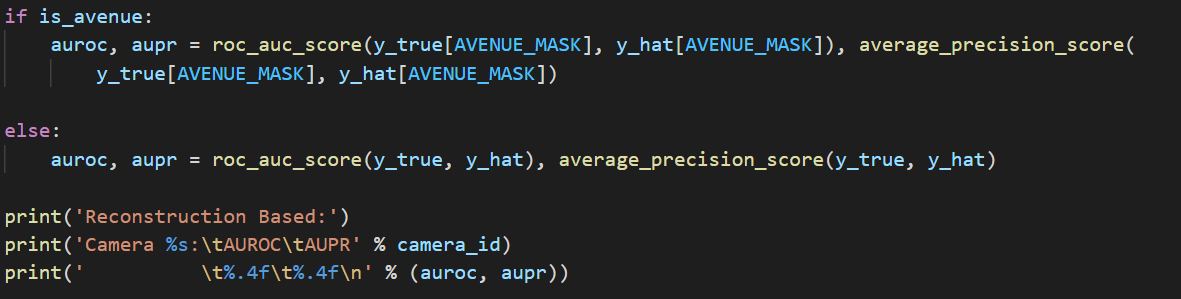 if is_avenue:
    auroc, aupr = roc_auc_score(y_true[AVENUE_MASK], y_hat[AVENUE_MASK]), average_precision_score(
        y_true[AVENUE_MASK], y_hat[AVENUE_MASK])

else:
    auroc, aupr = roc_auc_score(y_true, y_hat), average_precision_score(y_true, y_hat)

print('Reconstruction Based:')
print('Camera %s:\tAUROC\tAUPR' % camera_id)
print('          \t%.4f\t%.4f\n' % (auroc, aupr))